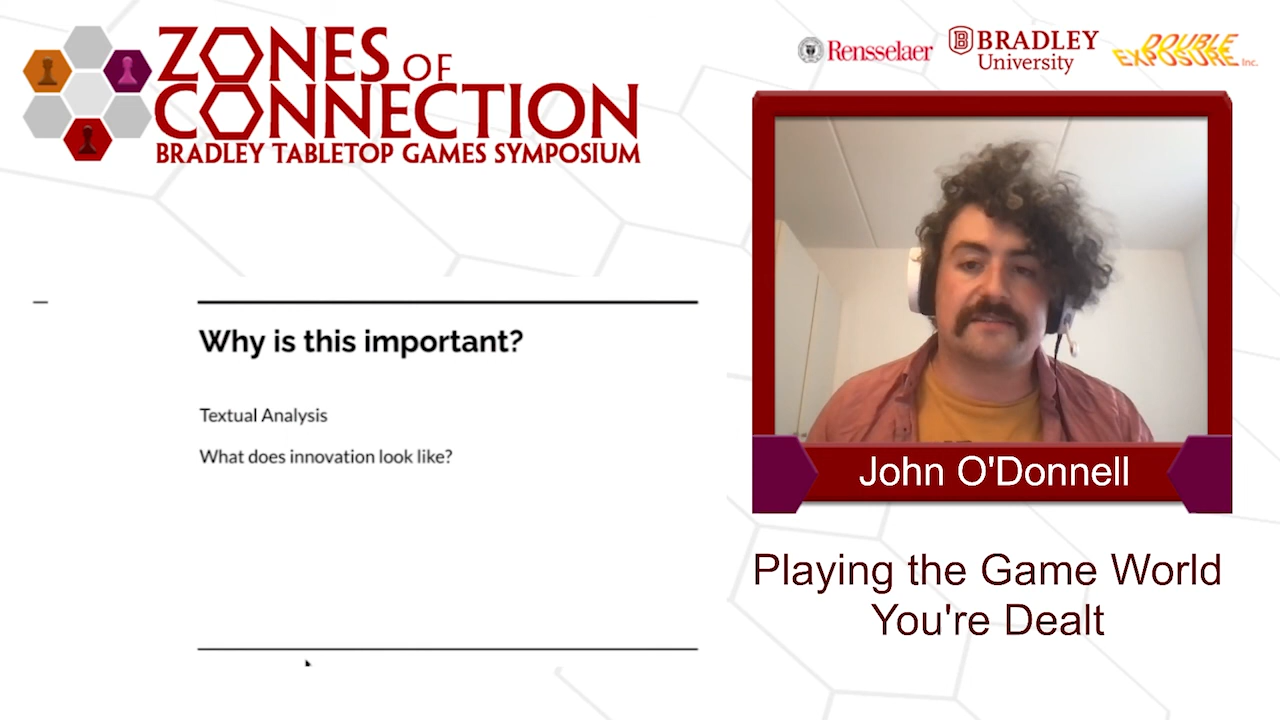 ZONES OF
CONNECTION
BRADLEY TABLETOP GAMES SYMPOSIUM
Rensselaer
BRADLEY
University
DOUBLE
EXPOSURE Inc.
Why is this important?
Textual Analysis
What does innovation look like?
John O'Donnell
Playing the Game World
You're Dealt